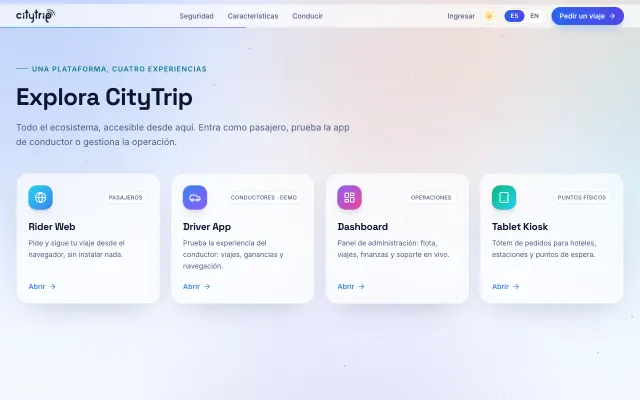 citytrip
Seguridad Características Conducir
Ingresar ES EN Pedir un viaje →
UNA PLATAFORMA, CUATRO EXPERIENCIAS
Explora CityTrip
Todo el ecosistema, accesible desde aquí. Entra como pasajero, prueba la app
de conductor o gestiona la operación.
PASAJEROS
Rider Web
Pide y sigue tu viaje desde el
navegador, sin instalar nada.
Abrir →
CONDUCTORES · DEMO
Driver App
Prueba la experiencia del
conductor: viajes, ganancias y
navegación.
Abrir →
OPERACIONES
Dashboard
Panel de administración: flota,
viajes, finanzas y soporte en vivo.
Abrir →
PUNTOS FÍSICOS
Tablet Kiosk
Tótem de pedidos para hoteles,
estaciones y puntos de espera.
Abrir →